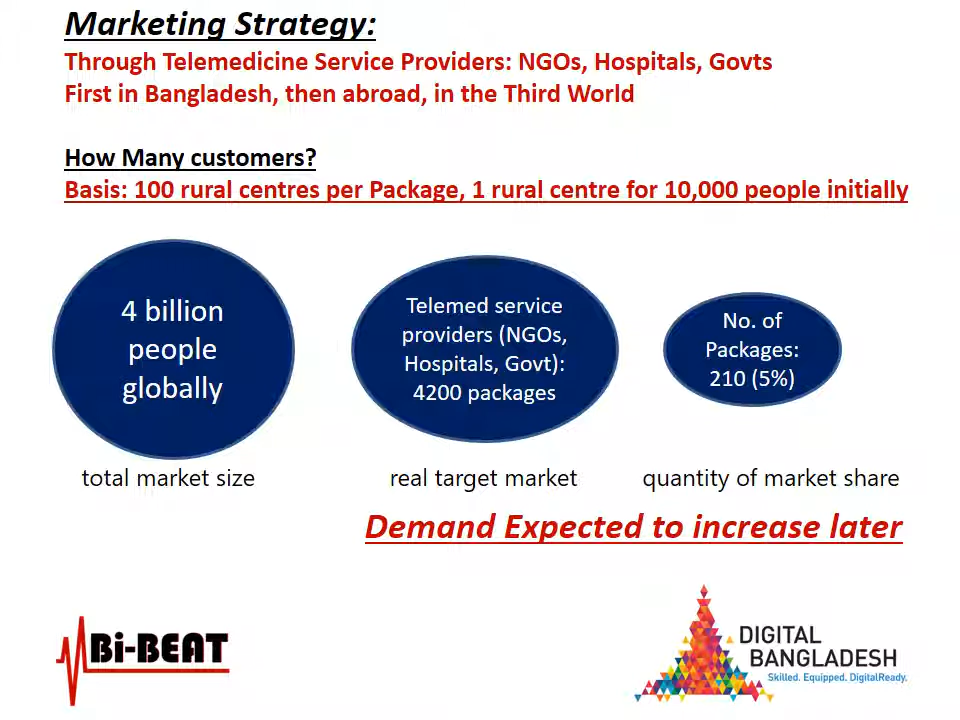 Marketing Strategy:
Through Telemedicine Service Providers: NGOs, Hospitals, Govts
First in Bangladesh, then abroad, in the Third World
How Many customers?
Basis: 100 rural centres per Package, 1 rural centre for 10,000 people initially
4 billion
people
globally
Telemed service
providers (NGOs,
Hospitals, Govt):
4200 packages
No. of
Packages:
210 (5%)
total market size
real target market
quantity of market share
Demand Expected to increase later
Bi-BEAT
DIGITAL
BANGLADESH
Skilled. Equipped. DigitalReady.